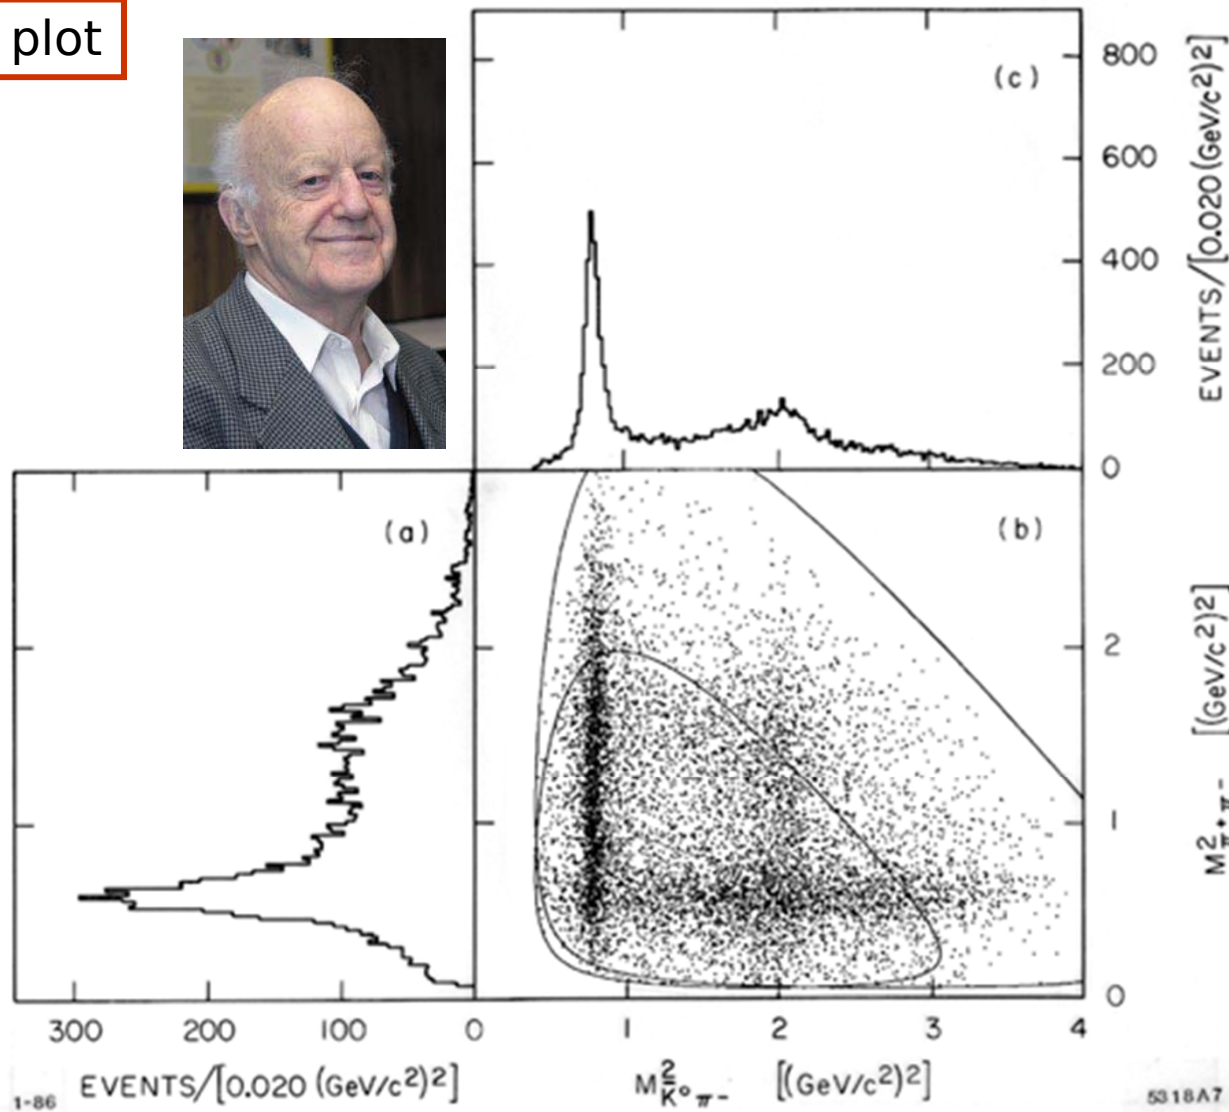 plot
(c)
800
600
400
200
0
EVENTS/[0.020 (GeV/c²)²]
(a)
(b)
2
1
0
M²π⁺π⁻ [(GeV/c²)²]
300 200 100 0 1 2 3 4
EVENTS/[0.020 (GeV/c²)²]
M²K̅°π⁻ [(GeV/c²)²]
1-86
5318A7